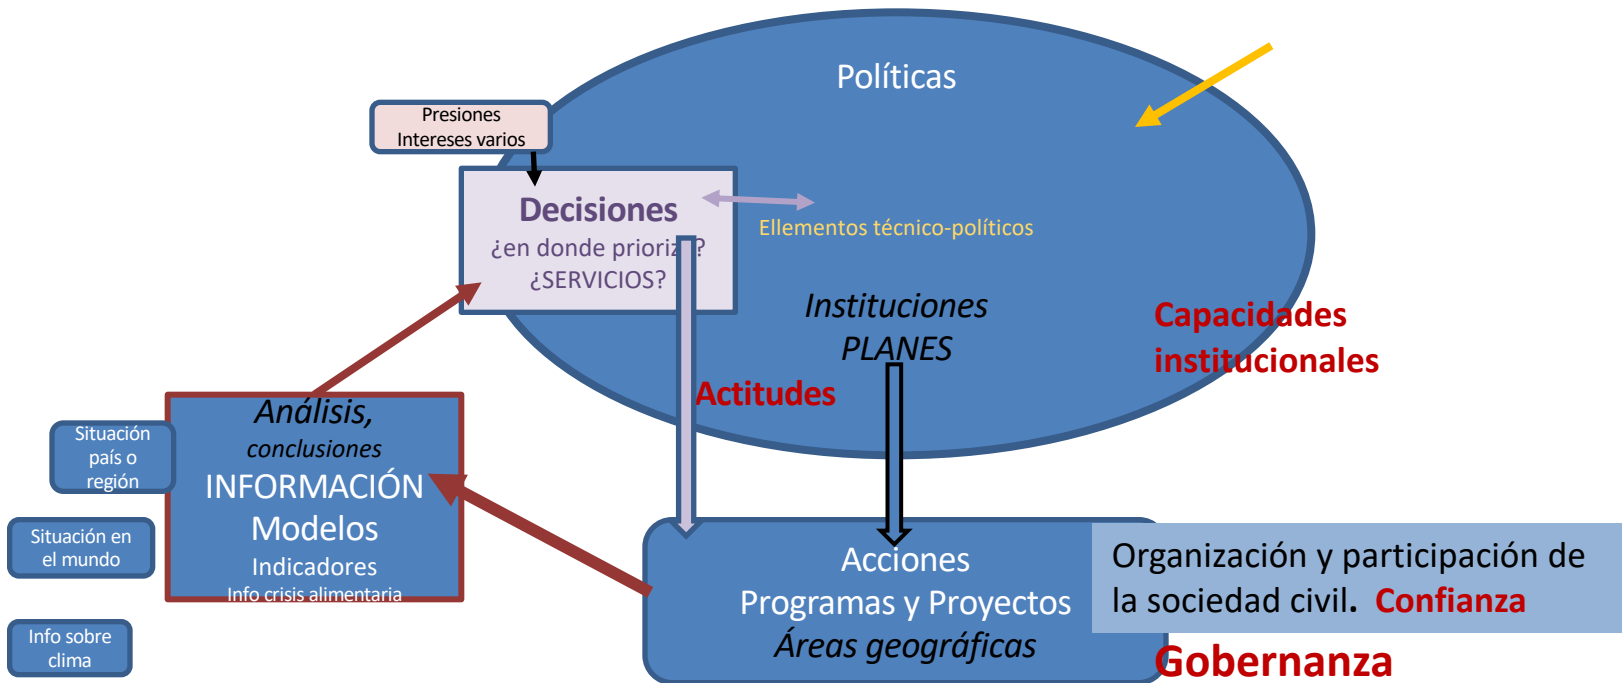 Políticas
Presiones
Intereses varios
Decisiones
¿en donde prioriz ?
¿SERVICIOS?
Ellementos técnico-políticos
Instituciones
PLANES
Capacidades
institucionales
Actitudes
Análisis,
conclusiones
INFORMACIÓN
Modelos
Indicadores
Info crisis alimentaria
Situación
país o
región
Situación en
el mundo
Info sobre
clima
Acciones
Programas y Proyectos
Áreas geográficas
Organización y participación de
la sociedad civil. Confianza
Gobernanza